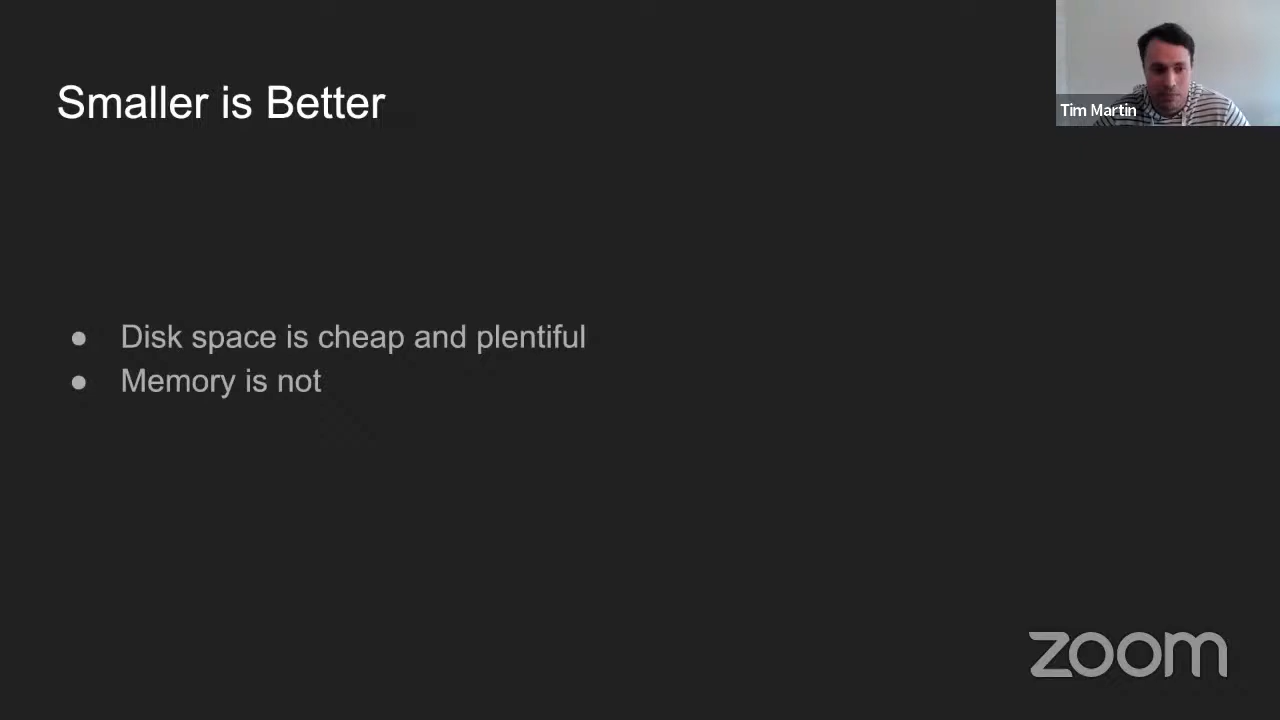 Smaller is Better
Tim Martin
● Disk space is cheap and plentiful
● Memory is not
zoom